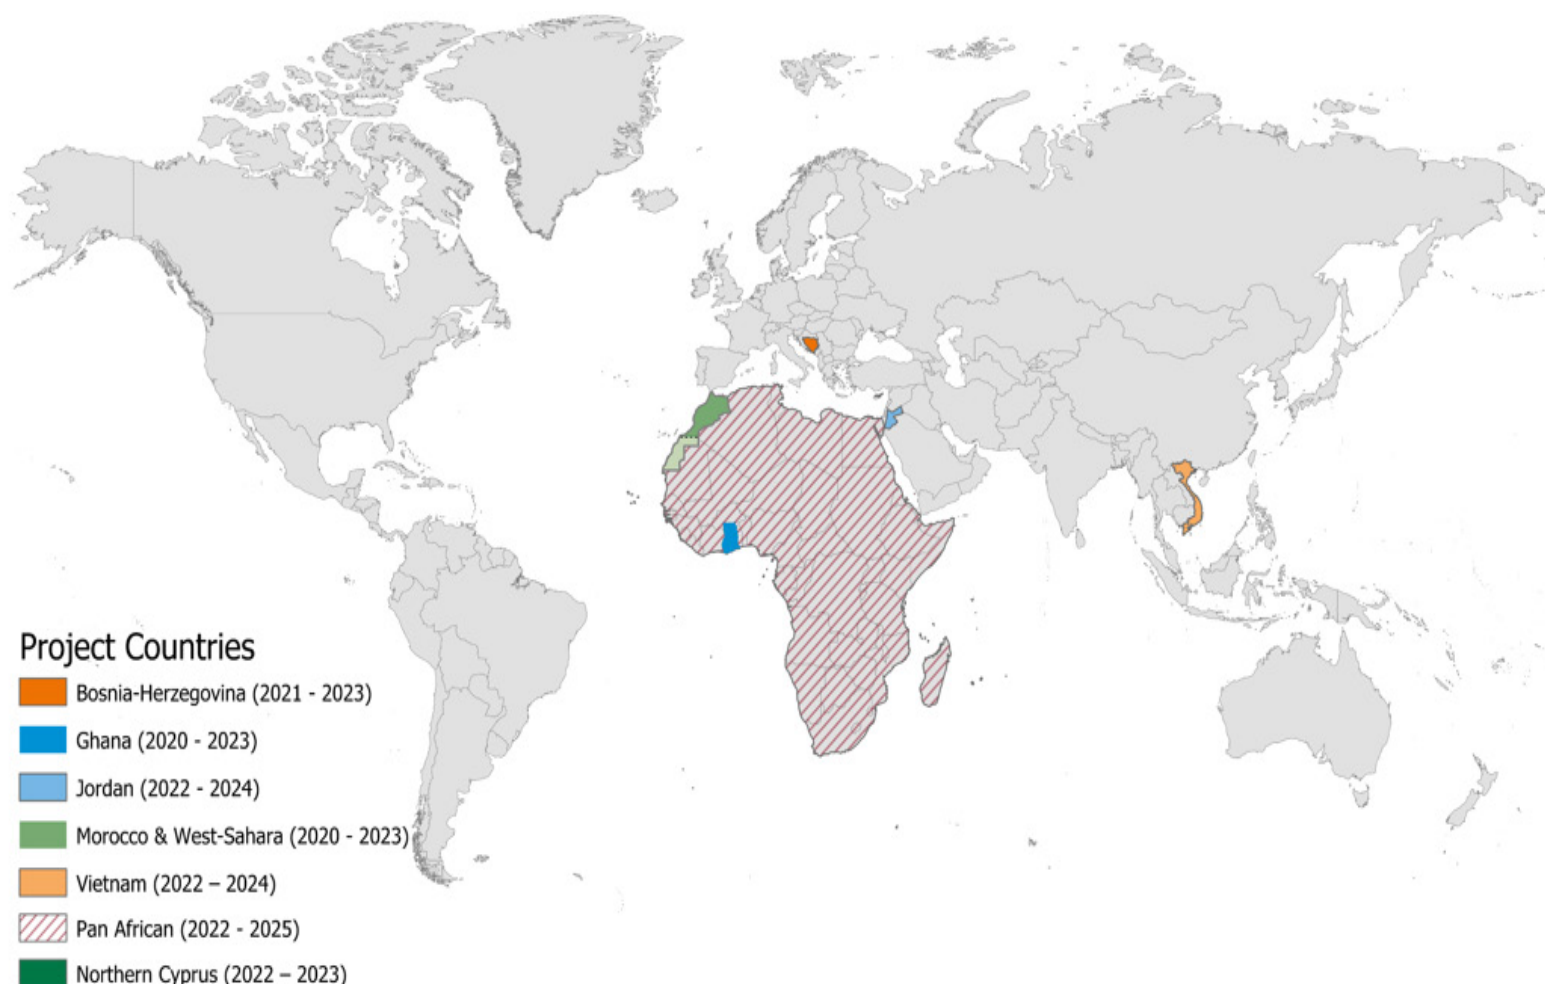 Project Countries
Bosnia-Herzegovina (2021 - 2023)
Ghana (2020 - 2023)
Jordan (2022 - 2024)
Morocco & West-Sahara (2020 - 2023)
Vietnam (2022 – 2024)
Pan African (2022 - 2025)
Northern Cyprus (2022 – 2023)